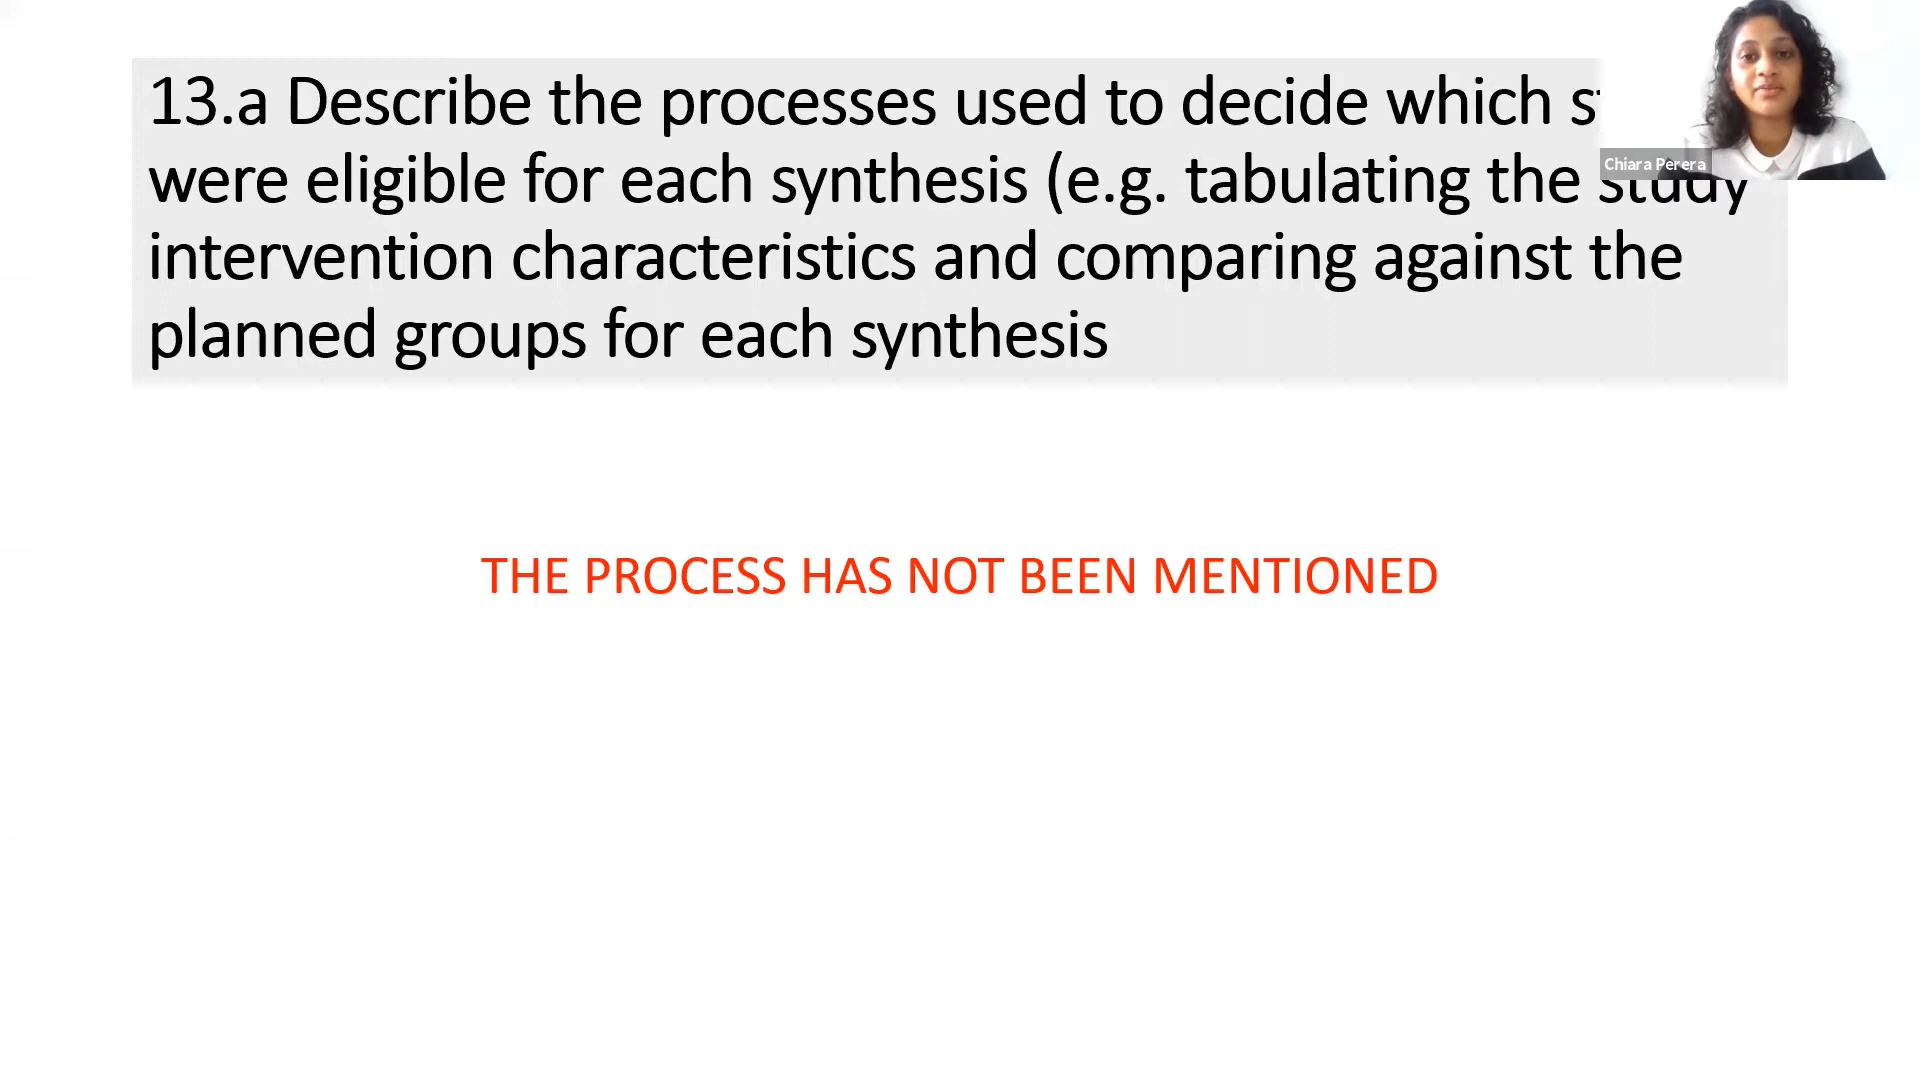 13.a Describe the processes used to decide which
were eligible for each synthesis (e.g. tabulating the study
intervention characteristics and comparing against the
planned groups for each synthesis
Chiara Perera
THE PROCESS HAS NOT BEEN MENTIONED